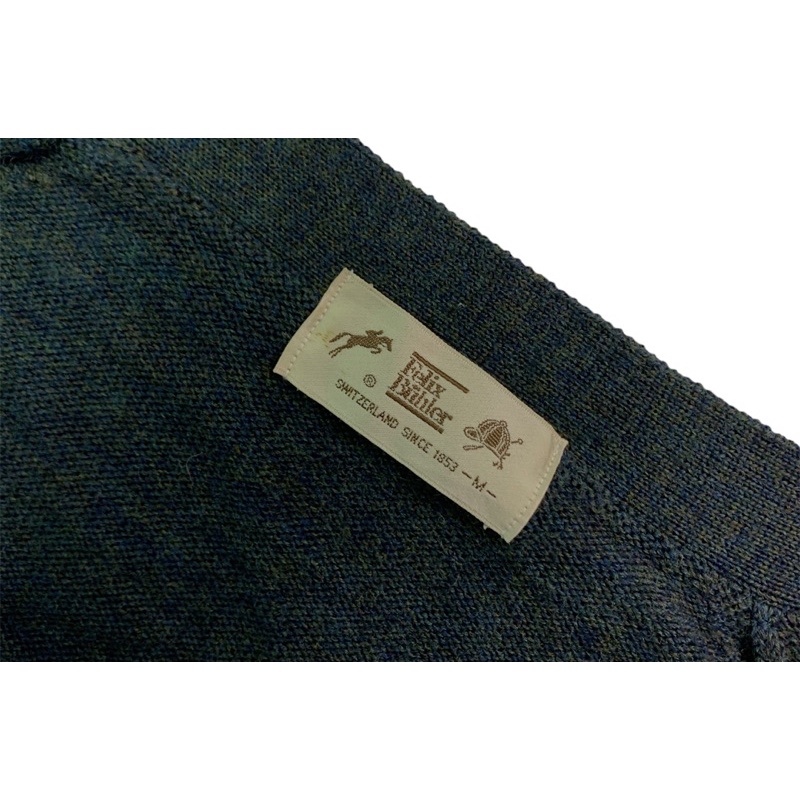 Felix
Bühler
®
SWITZERLAND SINCE 1853 -M-